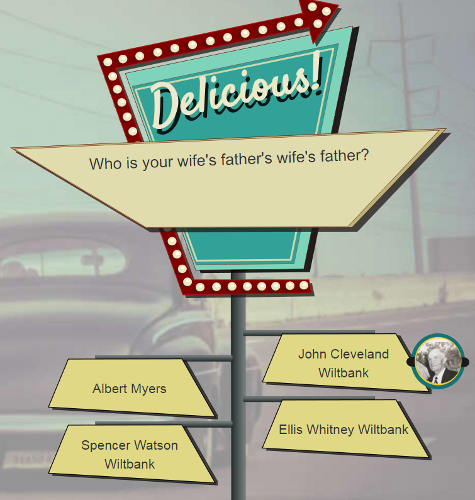 Delicious!
Who is your wife's father's wife's father?
John Cleveland
Wiltbank
Albert Myers
Ellis Whitney Wiltbank
Spencer Watson
Wiltbank